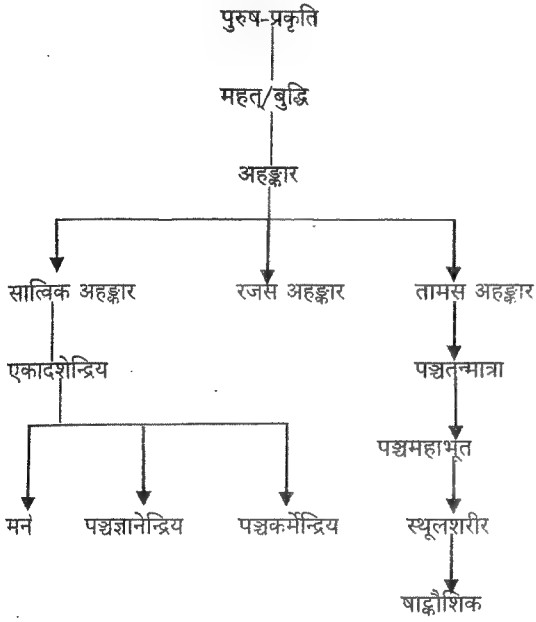 पुरुष-प्रकृति
महत्/बुद्धि
अहङ्कार
सात्विक अहङ्कार रजस अहङ्कार तामस अहङ्कार
एकादशेन्द्रिय पञ्चतन्मात्रा
पञ्चमहाभूत
मन पञ्चज्ञानेन्द्रिय पञ्चकर्मेन्द्रिय स्थूलशरीर
षाट्कौशिक